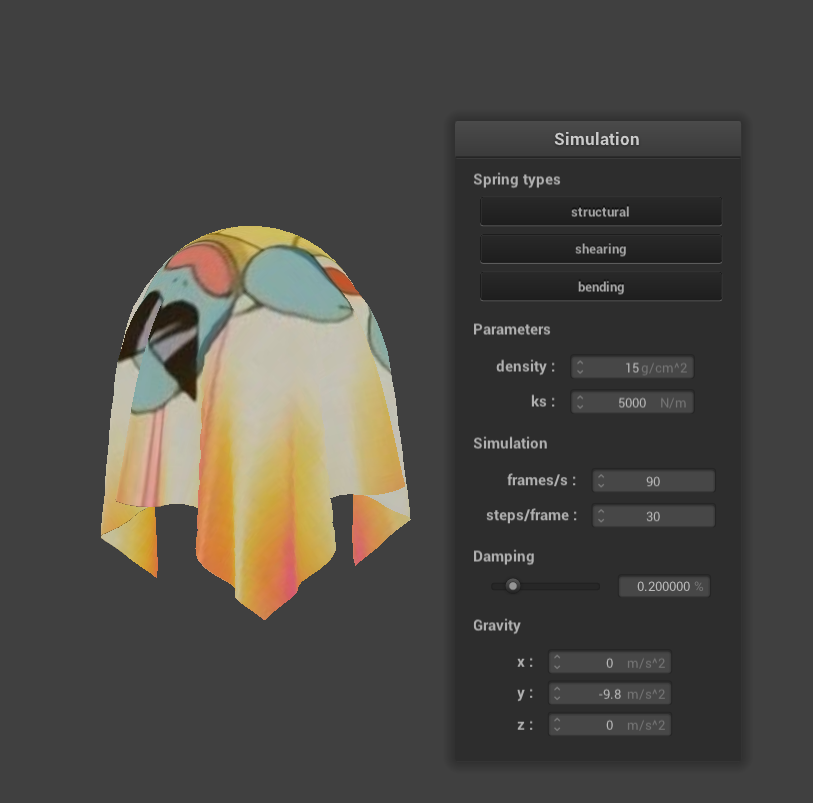 Simulation
Spring types
structural
shearing
bending
Parameters
density : 15 g/cm^2
ks : 5000 N/m
Simulation
frames/s : 90
steps/frame : 30
Damping
0.200000 %
Gravity
x : 0 m/s^2
y : -9.8 m/s^2
z : 0 m/s^2